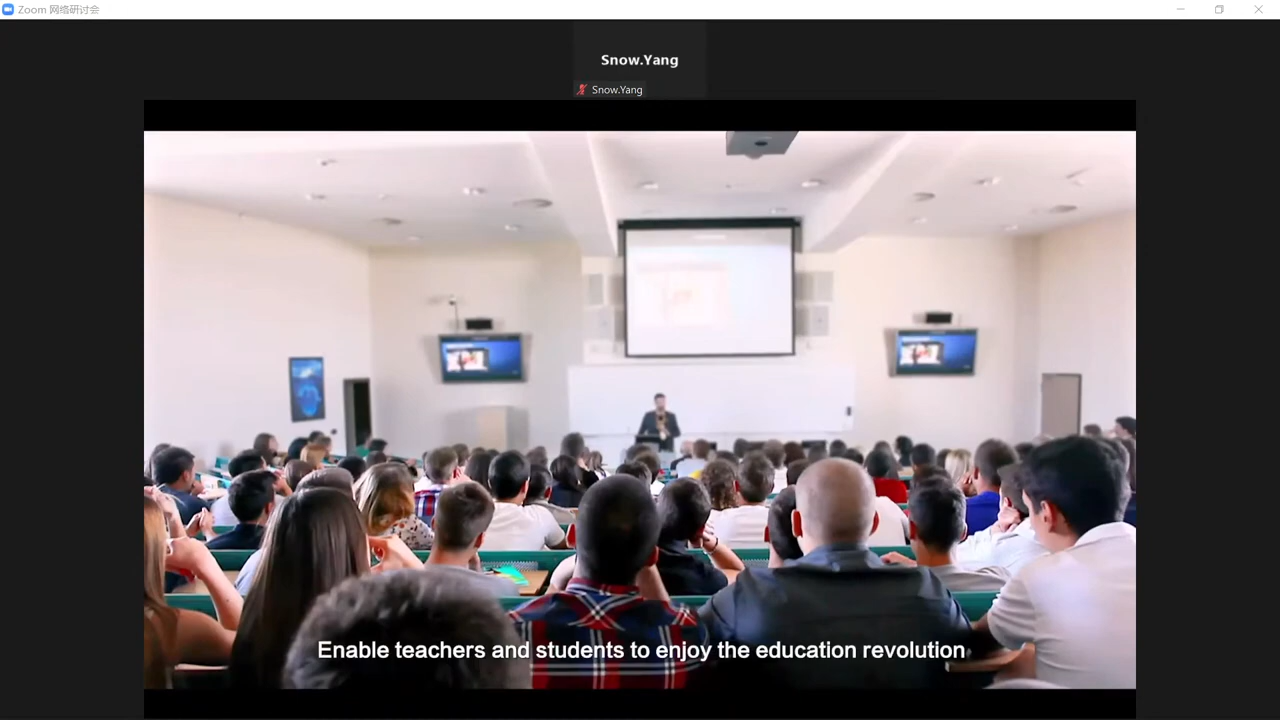 Zoom 网络研讨会
Snow.Yang
Snow.Yang
Enable teachers and students to enjoy the education revolution